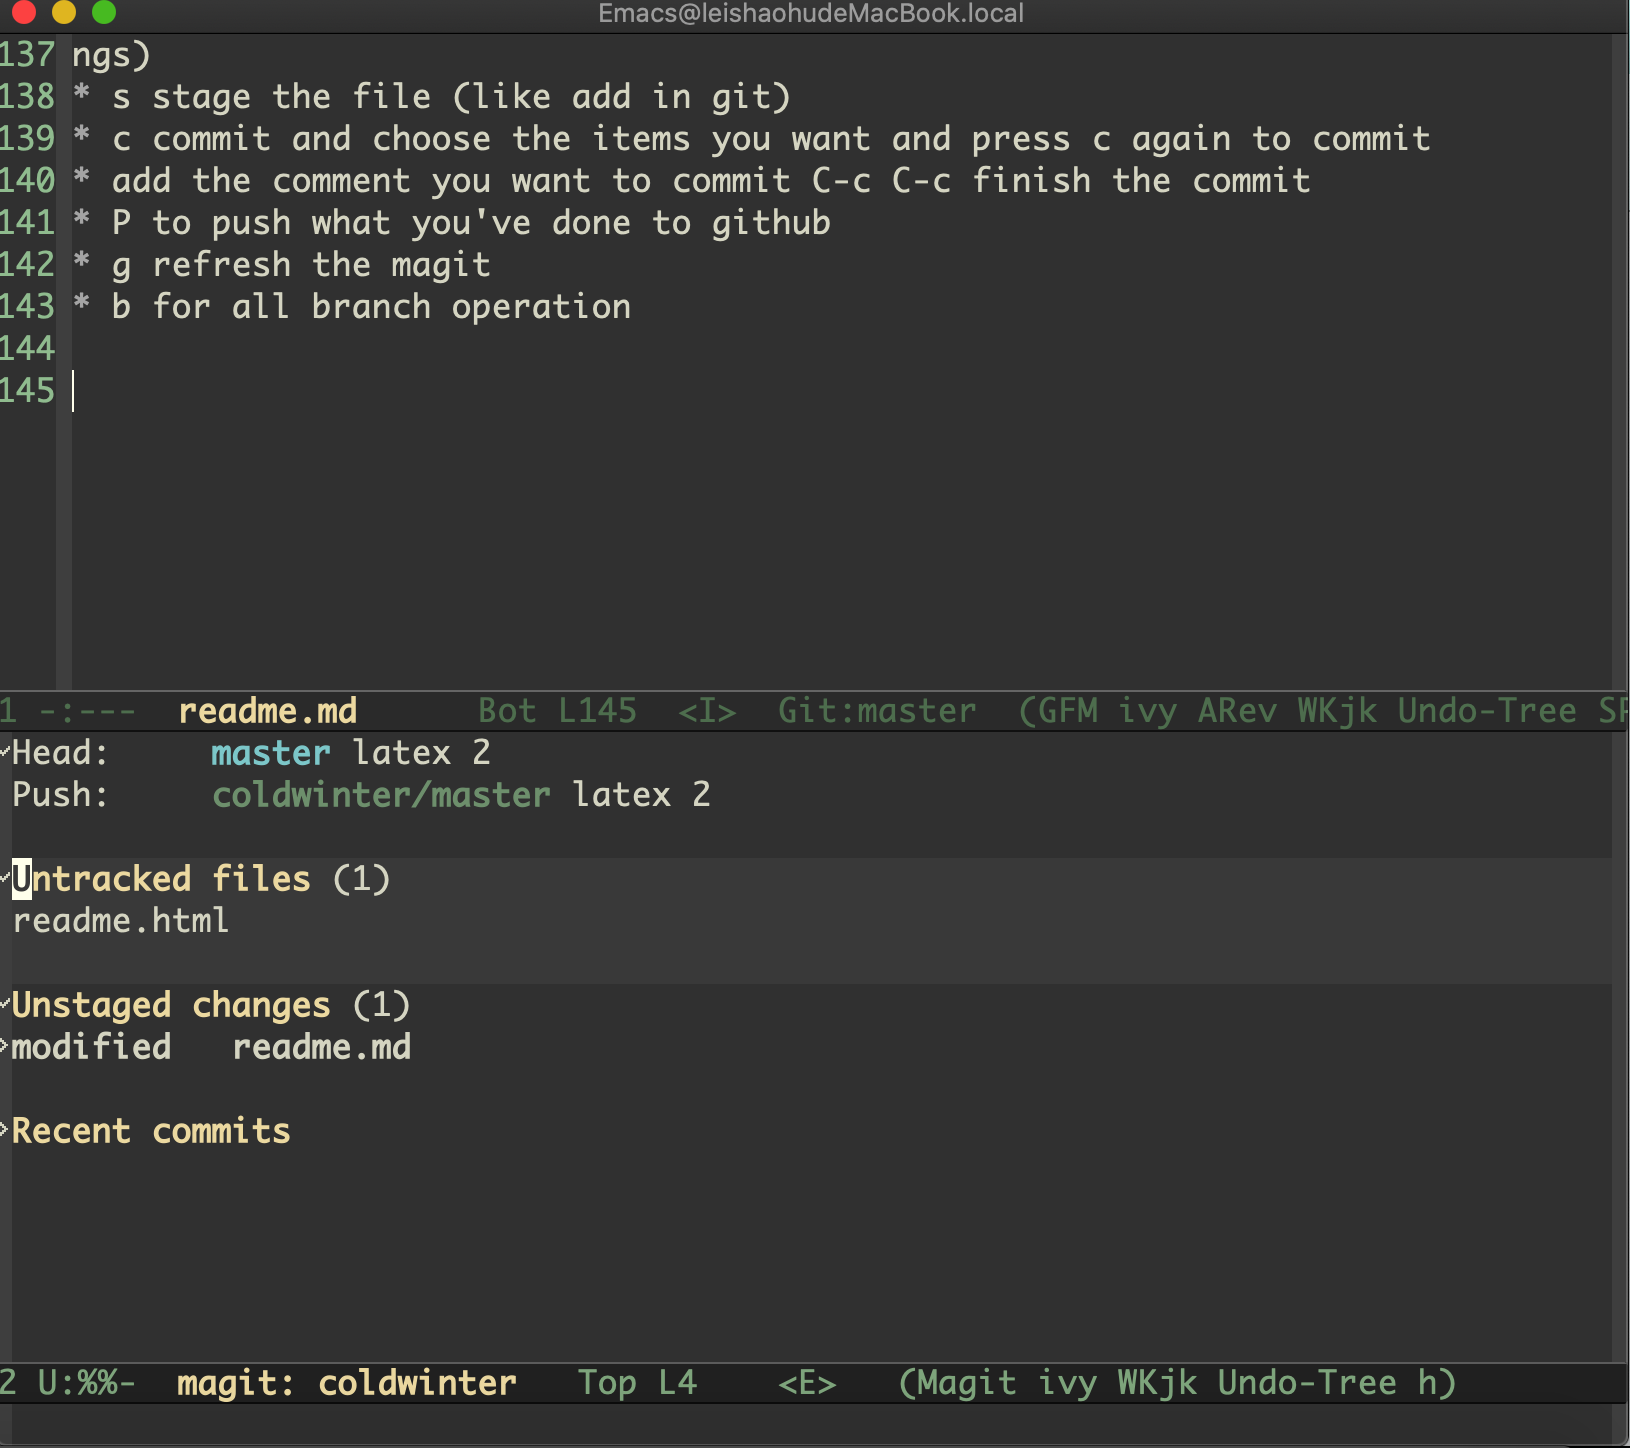 Emacs@leishaohudeMacBook.local
137 ngs)
138 * s stage the file (like add in git)
139 * c commit and choose the items you want and press c again to commit
140 * add the comment you want to commit C-c C-c finish the commit
141 * P to push what you've done to github
142 * g refresh the magit
143 * b for all branch operation
144
145
1 -:--- readme.md Bot L145 <I> Git:master (GFM ivy ARev WKjk Undo-Tree SP
Head: master latex 2
Push: coldwinter/master latex 2
Untracked files (1)
readme.html
Unstaged changes (1)
modified readme.md
Recent commits
2 U:%%- magit: coldwinter Top L4 <E> (Magit ivy WKjk Undo-Tree h)